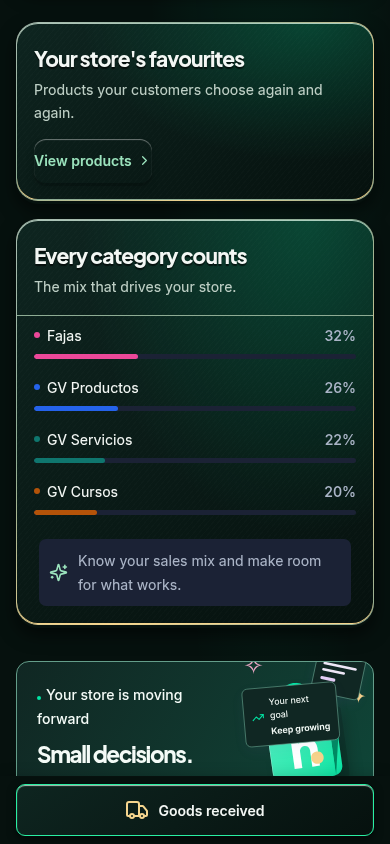 Your store's favourites
Products your customers choose again and
again.
View products
Every category counts
The mix that drives your store.
Fajas 32%
GV Productos 26%
GV Servicios 22%
GV Cursos 20%
Know your sales mix and make room
for what works.
Your store is moving
forward
Your next
goal
Keep growing
Small decisions.
Goods received